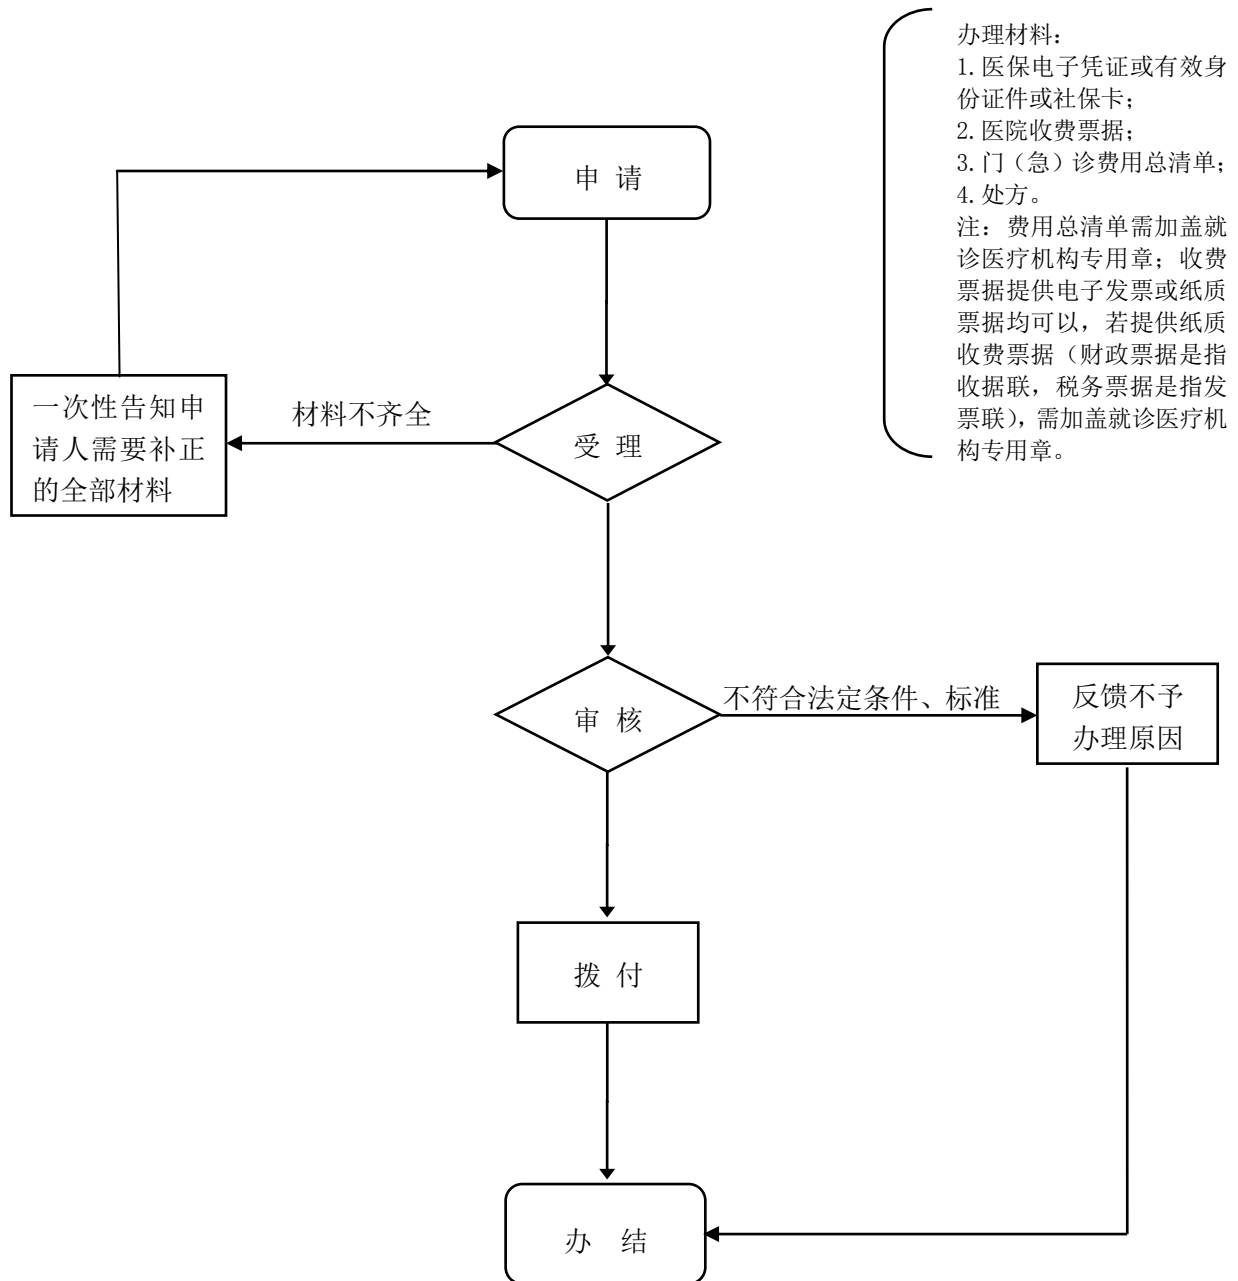 办理材料：
1.医保电子凭证或有效身
份证件或社保卡；
2.医院收费票据；
3.门（急）诊费用总清单；
4.处方。
注：费用总清单需加盖就
诊医疗机构专用章；收费
票据提供电子发票或纸质
票据均可以，若提供纸质
收费票据（财政票据是指
收据联，税务票据是指发
票联），需加盖就诊医疗机
构专用章。
申 请
一次性告知申
请人需要补正
的全部材料
材料不齐全
受 理
审 核
不符合法定条件、标准
反馈不予
办理原因
拨 付
办 结